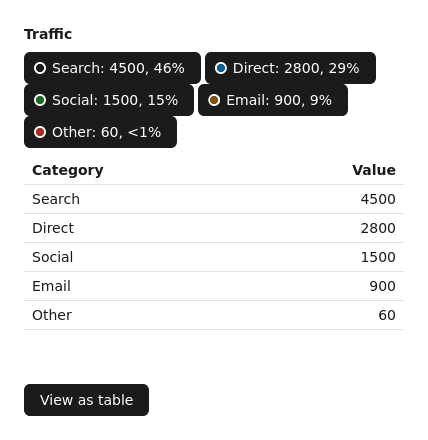 Traffic
Search: 4500, 46% Direct: 2800, 29%
Social: 1500, 15% Email: 900, 9%
Other: 60, <1%
Category Value
Search 4500
Direct 2800
Social 1500
Email 900
Other 60
View as table